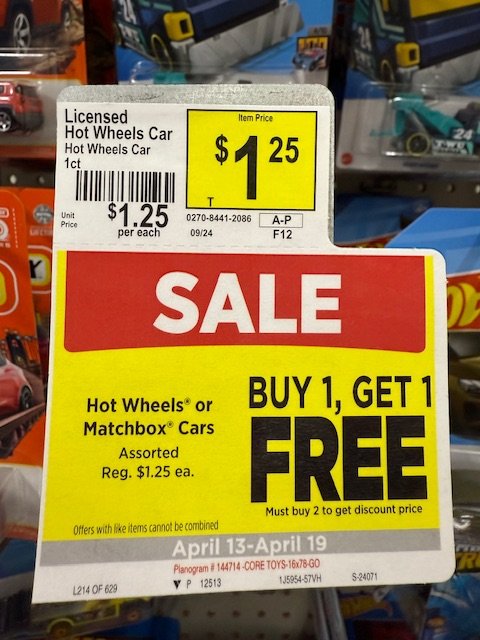 Licensed
Hot Wheels Car
Hot Wheels Car
1ct
Item Price
$1 25
T
Unit
Price
$1.25
per each
0270-8441-2086
A-P
09/24
F12
SALE
Hot Wheels® or
Matchbox® Cars
Assorted
Reg. $1.25 ea.
BUY 1, GET 1
FREE
Must buy 2 to get discount price
Offers with like items cannot be combined
April 13-April 19
Planogram # 144714 -CORE TOYS-16x78-GO
L214 OF 629
▼ P 12513
1J5954-57VH
S-24071
24